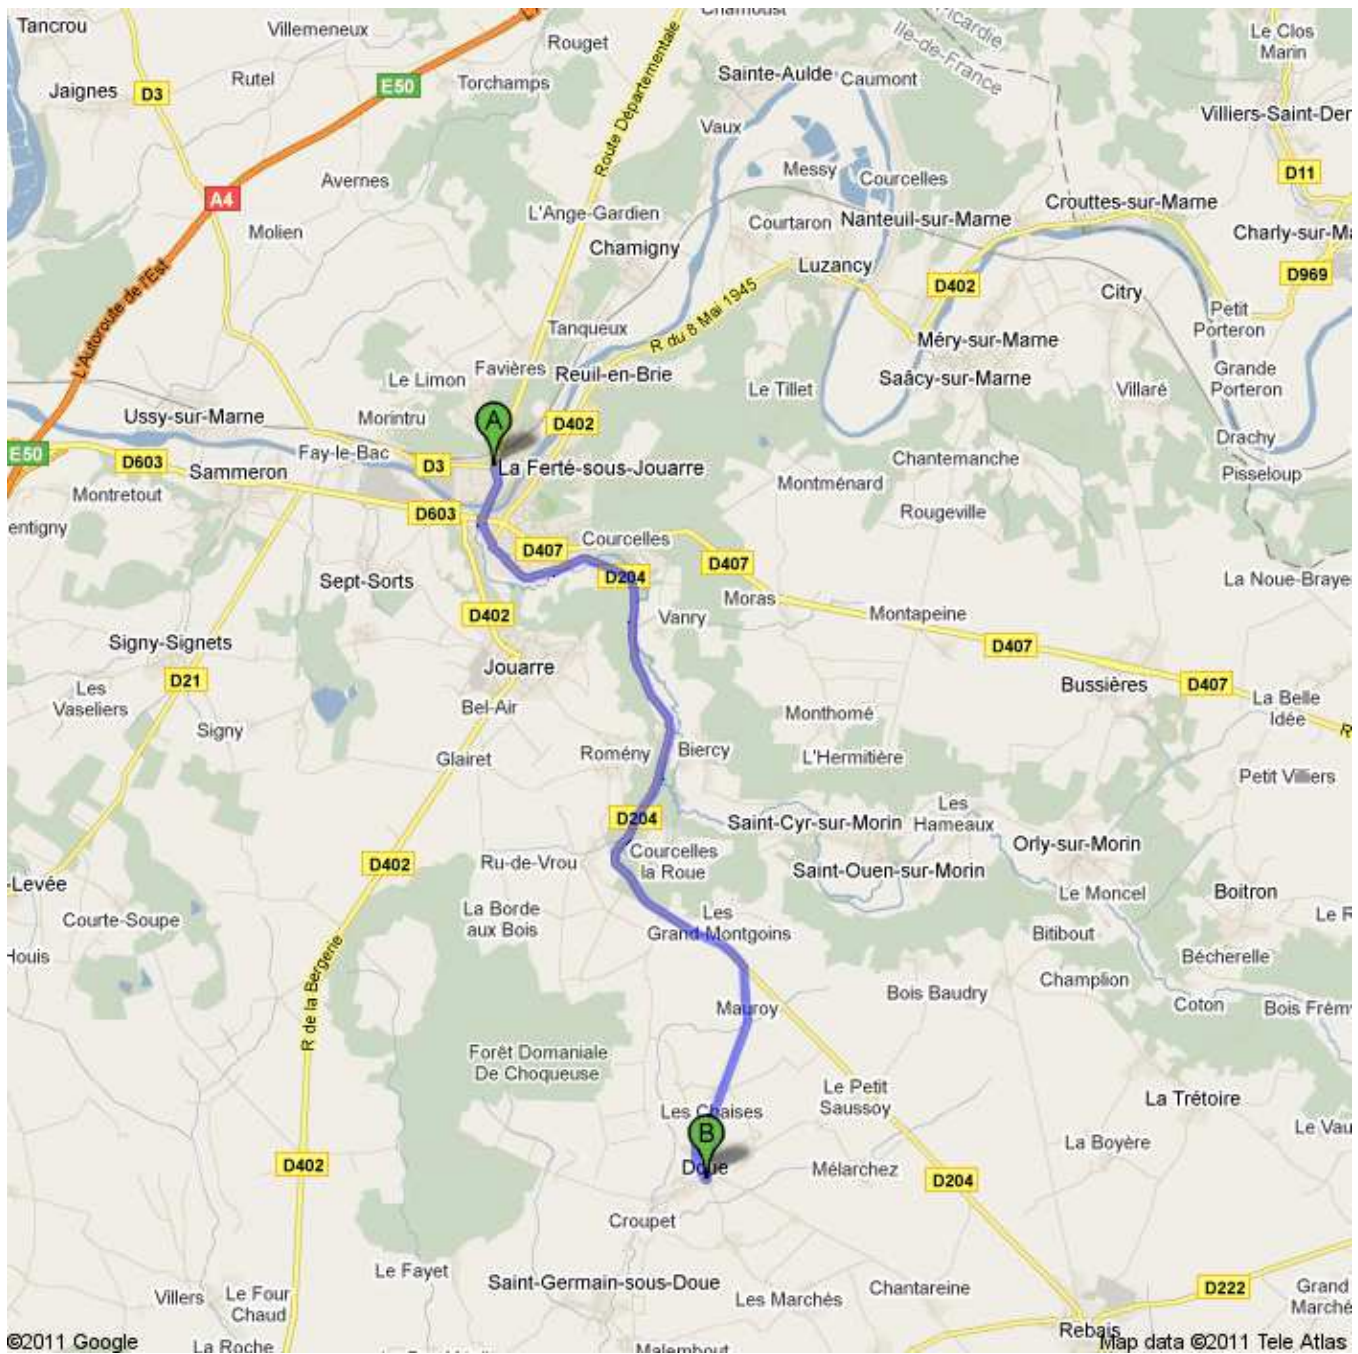 Tancrou
Villemeneux
Rouget
Route Départementale
Picardie
Ile-de-France
Le Clos
Marin
Jaignes
D3
Rutel
E50
Torchamps
Sainte-Aulde
Caumont
Villiers-Saint-Der
Vaux
Avernes
A4
Messy
Courcelles
D11
L'Ange-Gardien
Courtaron
Nanteuil-sur-Marne
Crouttes-sur-Marne
Molien
Chamigny
Luzancy
Charly-sur-Ma
D969
L'Autoroute de l'Est
D402
Citry
Petit
Porteron
Tanqueux
R du 8 Mai 1945
Méry-sur-Marne
Le Limon
Favières
Reuil-en-Brie
Le Tillet
Saâcy-sur-Marne
Villaré
Grande
Porteron
Ussy-sur-Marne
Morintru
A
D402
Drachy
E50
D603
Sammeron
Fay-le-Bac
D3
La Ferté-sous-Jouarre
Chantemanche
Pisseloup
Montretout
Montménard
Rougeville
entigny
D603
D407
Courcelles
D407
Sept-Sorts
D204
La Noue-Brayer
D402
Vanry
Moras
Montapeine
Signy-Signets
D407
D21
Jouarre
Bussières
D407
Les
Vaseliers
Signy
Bel-Air
Monthomé
La Belle
Idée
R
Glairet
Romény
Biercy
L'Hermitière
Petit Villiers
D204
Saint-Cyr-sur-Morin
Les
Hameaux
Orly-sur-Morin
D402
Ru-de-Vrou
Courcelles
la Roue
Saint-Ouen-sur-Morin
-Levée
Le Moncel
Boitron
Courte-Soupe
La Borde
aux Bois
Les
Grand Montgoins
Le R
Bitibout
Houis
R de la Bergerie
Bécherelle
Champlion
Bois Baudry
Coton
Bois Frém
Mauroy
Forêt Domaniale
De Choqueuse
Le Petit
Saussoy
La Trétoire
Les Chaises
B
La Boyère
Le Vau
D402
Doue
Mélarchez
D204
Croupet
Le Fayet
Saint-Germain-sous-Doue
Chantareine
D222
Grand
Marché
Villers
Le Four
Chaud
Les Marchés
Rebais
La Roche
Malembout
©2011 Google
Map data ©2011 Tele Atlas